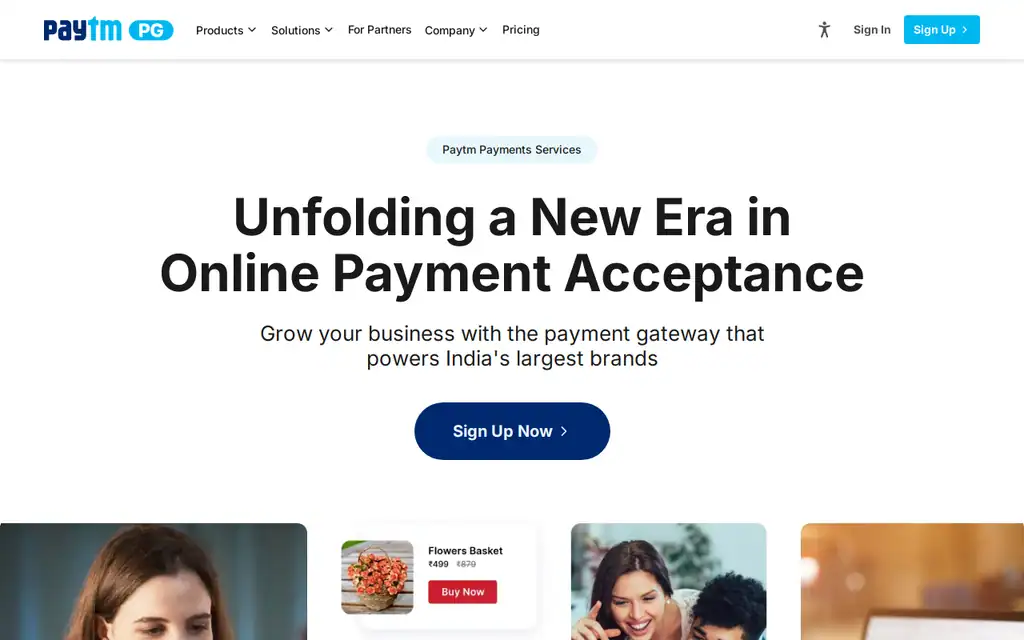 paytm PG
Products
Solutions
For Partners
Company
Pricing
Sign In
Sign Up
Paytm Payments Services
Unfolding a New Era in
Online Payment Acceptance
Grow your business with the payment gateway that
powers India's largest brands
Sign Up Now
Flowers Basket
₹499 ₹879
Buy Now